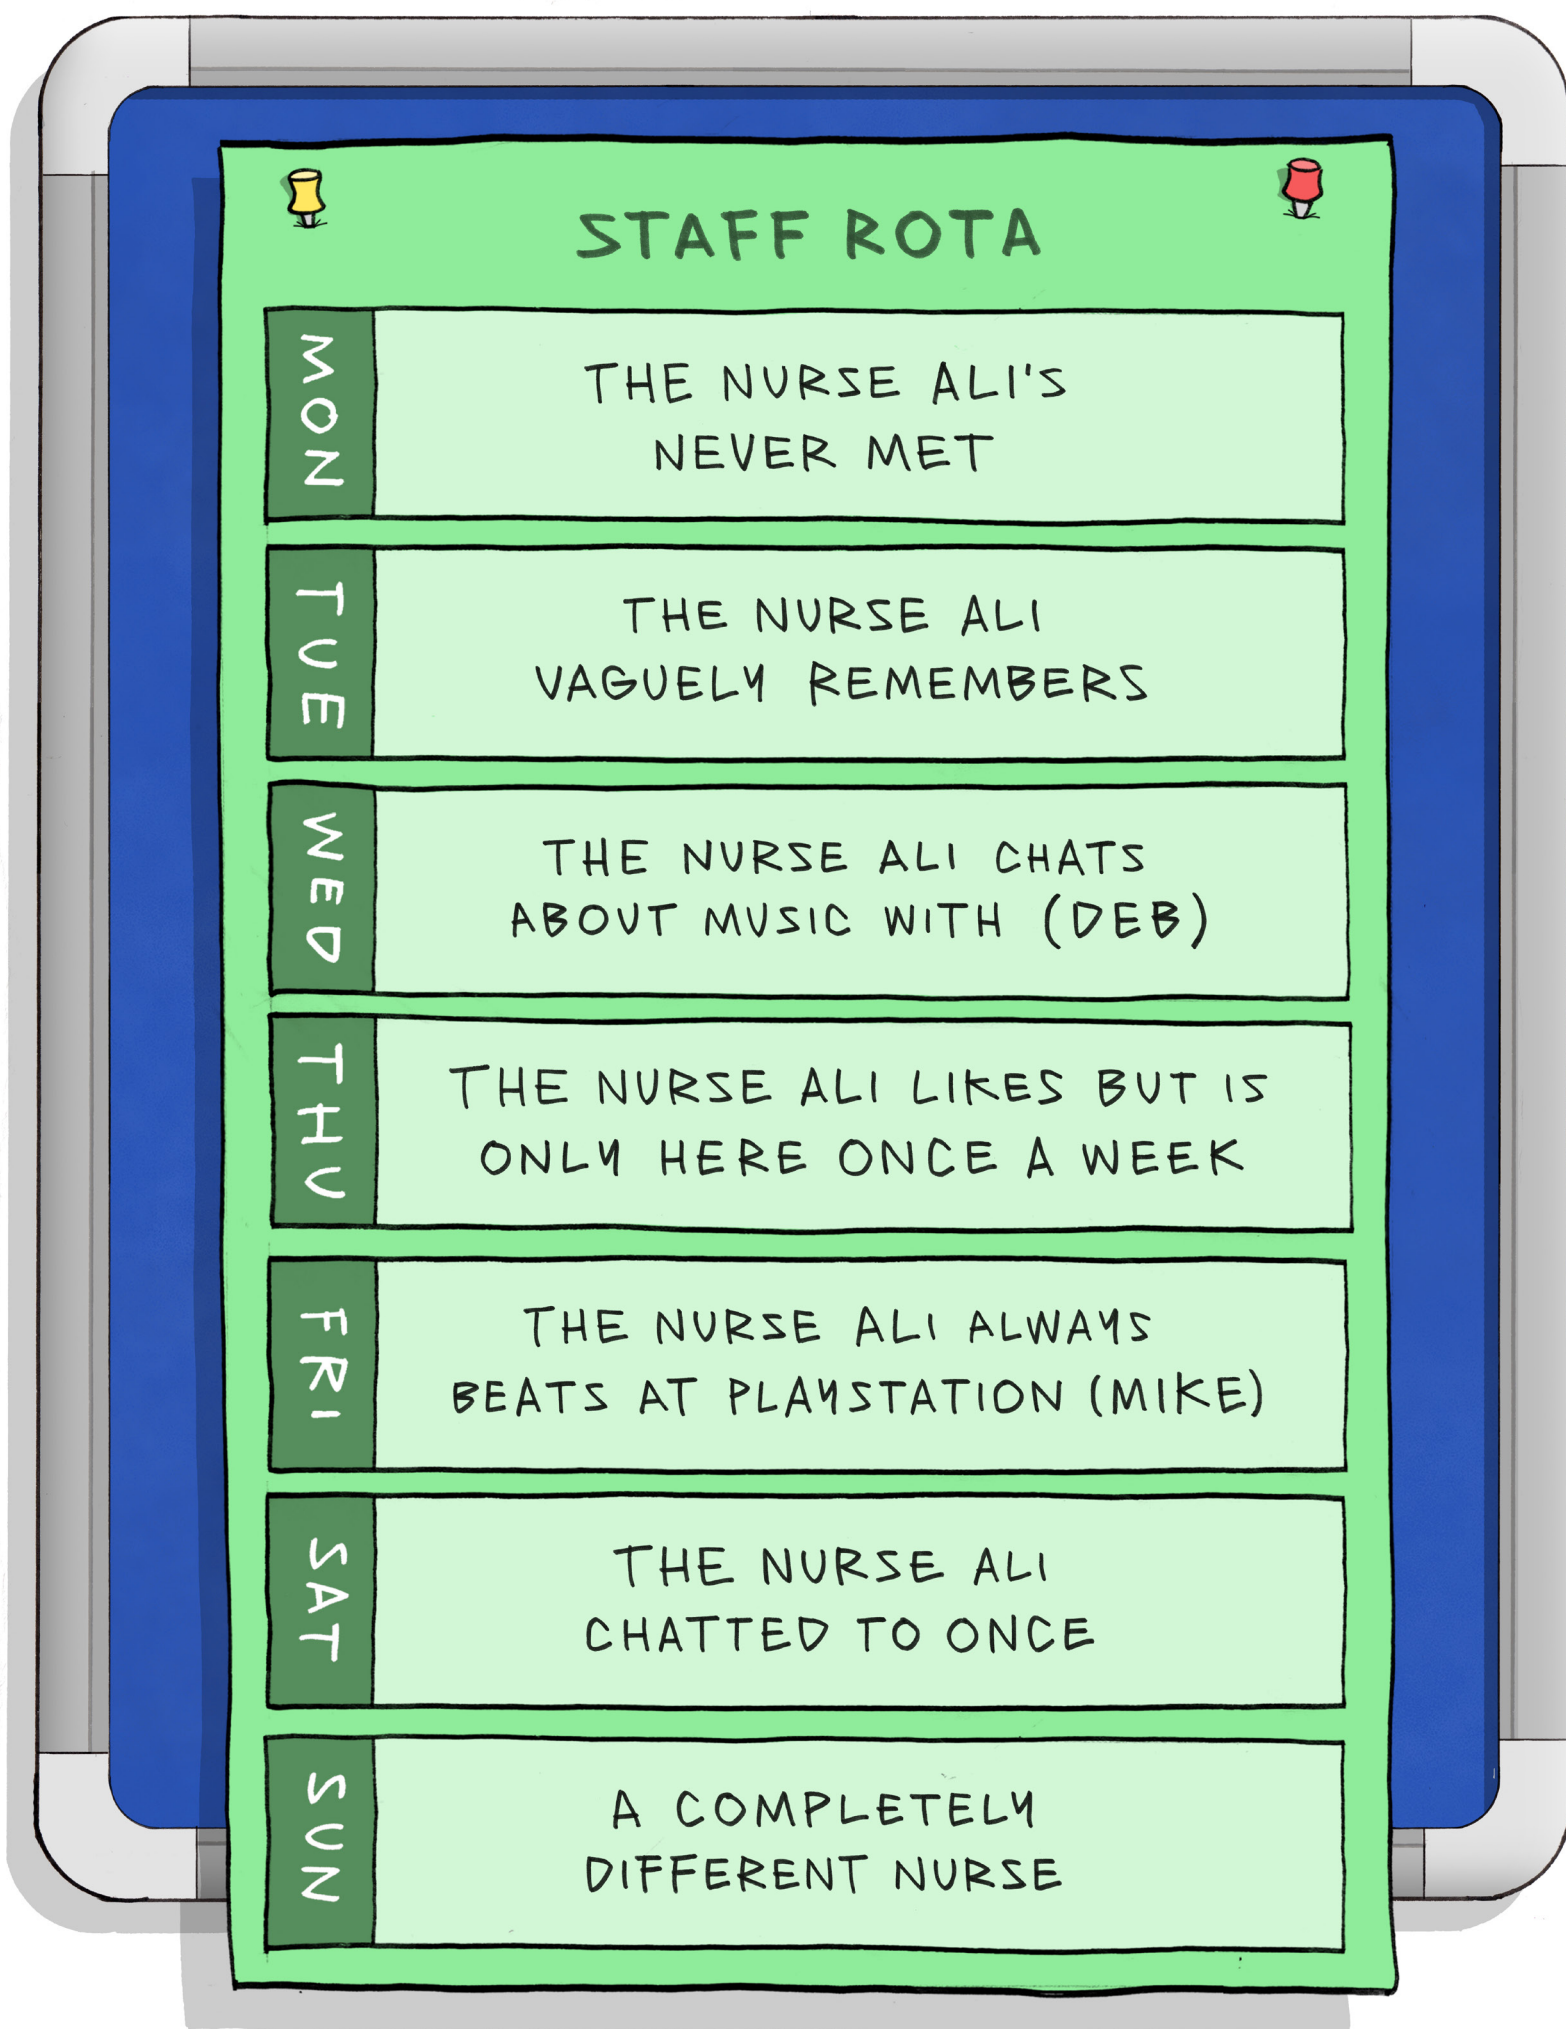 STAFF ROTA
MON
THE NURSE ALI'S
NEVER MET
TUE
THE NURSE ALI
VAGUELY REMEMBERS
WED
THE NURSE ALI CHATS
ABOUT MUSIC WITH (DEB)
THU
THE NURSE ALI LIKES BUT IS
ONLY HERE ONCE A WEEK
FRI
THE NURSE ALI ALWAYS
BEATS AT PLAYSTATION (MIKE)
SAT
THE NURSE ALI
CHATTED TO ONCE
SUN
A COMPLETELY
DIFFERENT NURSE